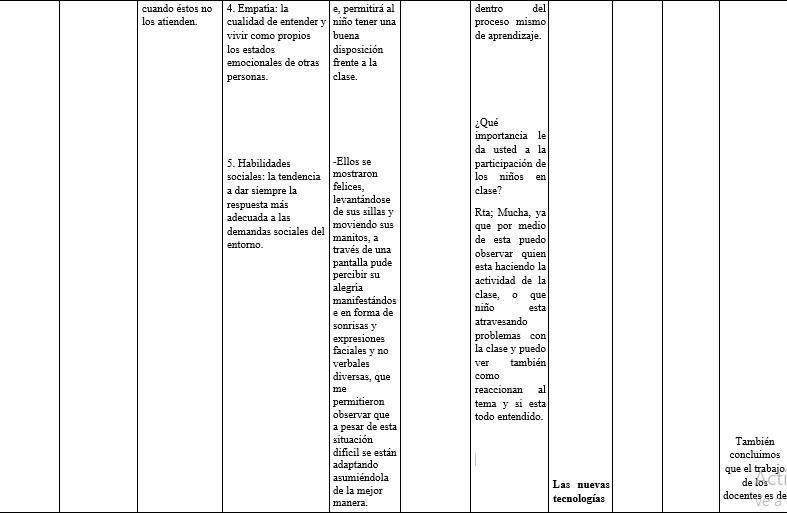 cuando éstos no
los atienden.
4. Empatía: la
cualidad de entender y
vivir como propios
los estados
emocionales de otras
personas.
5. Habilidades
sociales: la tendencia
a dar siempre la
respuesta más
adecuada a las
demandas sociales del
entorno.
e, permitirá al
niño tener una
buena
disposición
frente a la
clase.
-Ellos se
mostraron
felices,
levantándose
de sus sillas y
moviendo sus
manitos, a
través de una
pantalla pude
percibir su
alegría
manifestándos
e en forma de
sonrisas y
expresiones
faciales y no
verbales
diversas, que
me
permitieron
observar que
a pesar de esta
situación
difícil se están
adaptando
asumiéndola
de la mejor
manera.
dentro del
proceso mismo
de aprendizaje.
¿Qué
importancia le
da usted a la
participación de
los niños en
clase?
Rta; Mucha, ya
que por medio
de esta puedo
observar quien
esta haciendo la
actividad de la
clase, o que
niño esta
atravesando
problemas con
la clase y puedo
ver también
como
reaccionan al
tema y si esta
todo entendido.
Las nuevas
tecnologías
También
concluimos
que el trabajo
de los
docentes es de
Acti
Ve a